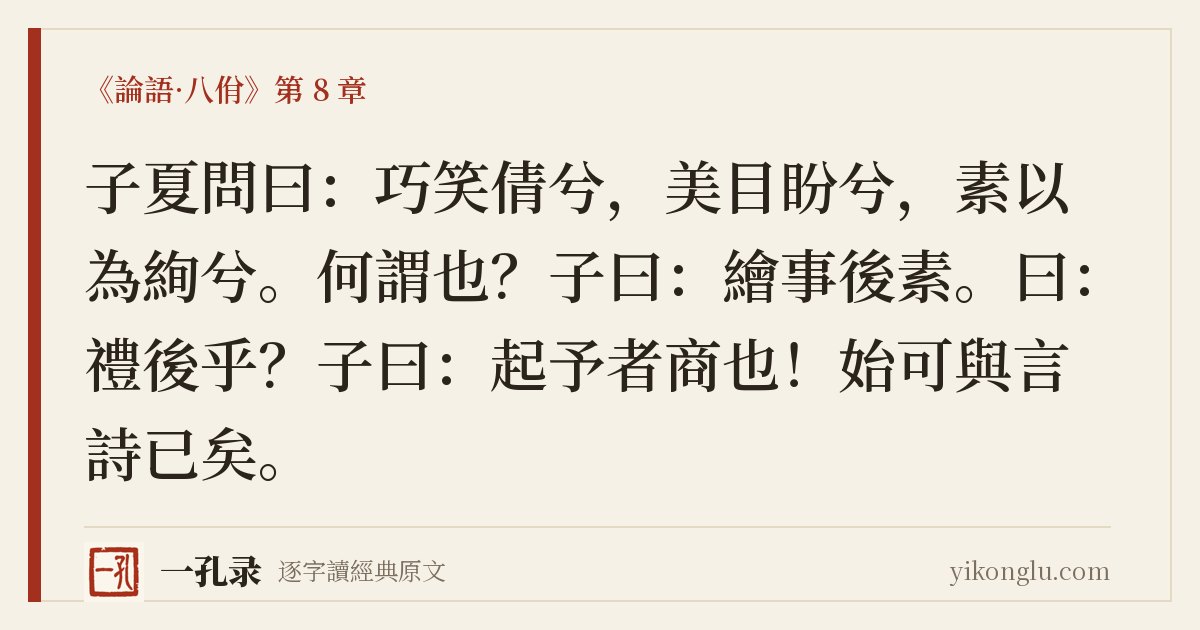 《論語·八佾》第 8 章
子夏問曰：巧笑倩兮，美目盼兮，素以
為絢兮。何謂也？子曰：繪事後素。曰：
禮後乎？子曰：起予者商也！始可與言
詩已矣。
一孔
一孔录 逐字讀經典原文 yikonglu.com